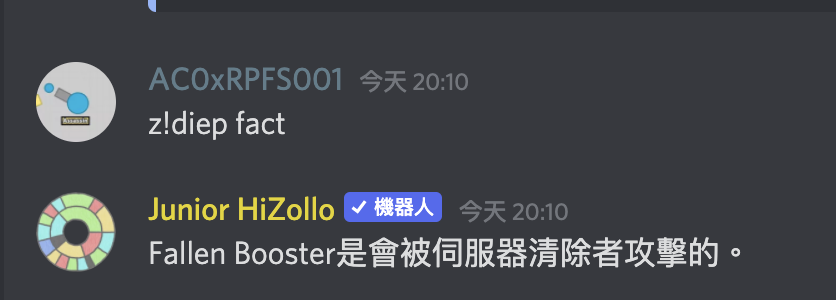 AC0xRPFS001 今天 20:10
z!diep fact
Junior HiZollo ✓ 機器人 今天 20:10
Fallen Booster是會被伺服器清除者攻擊的。